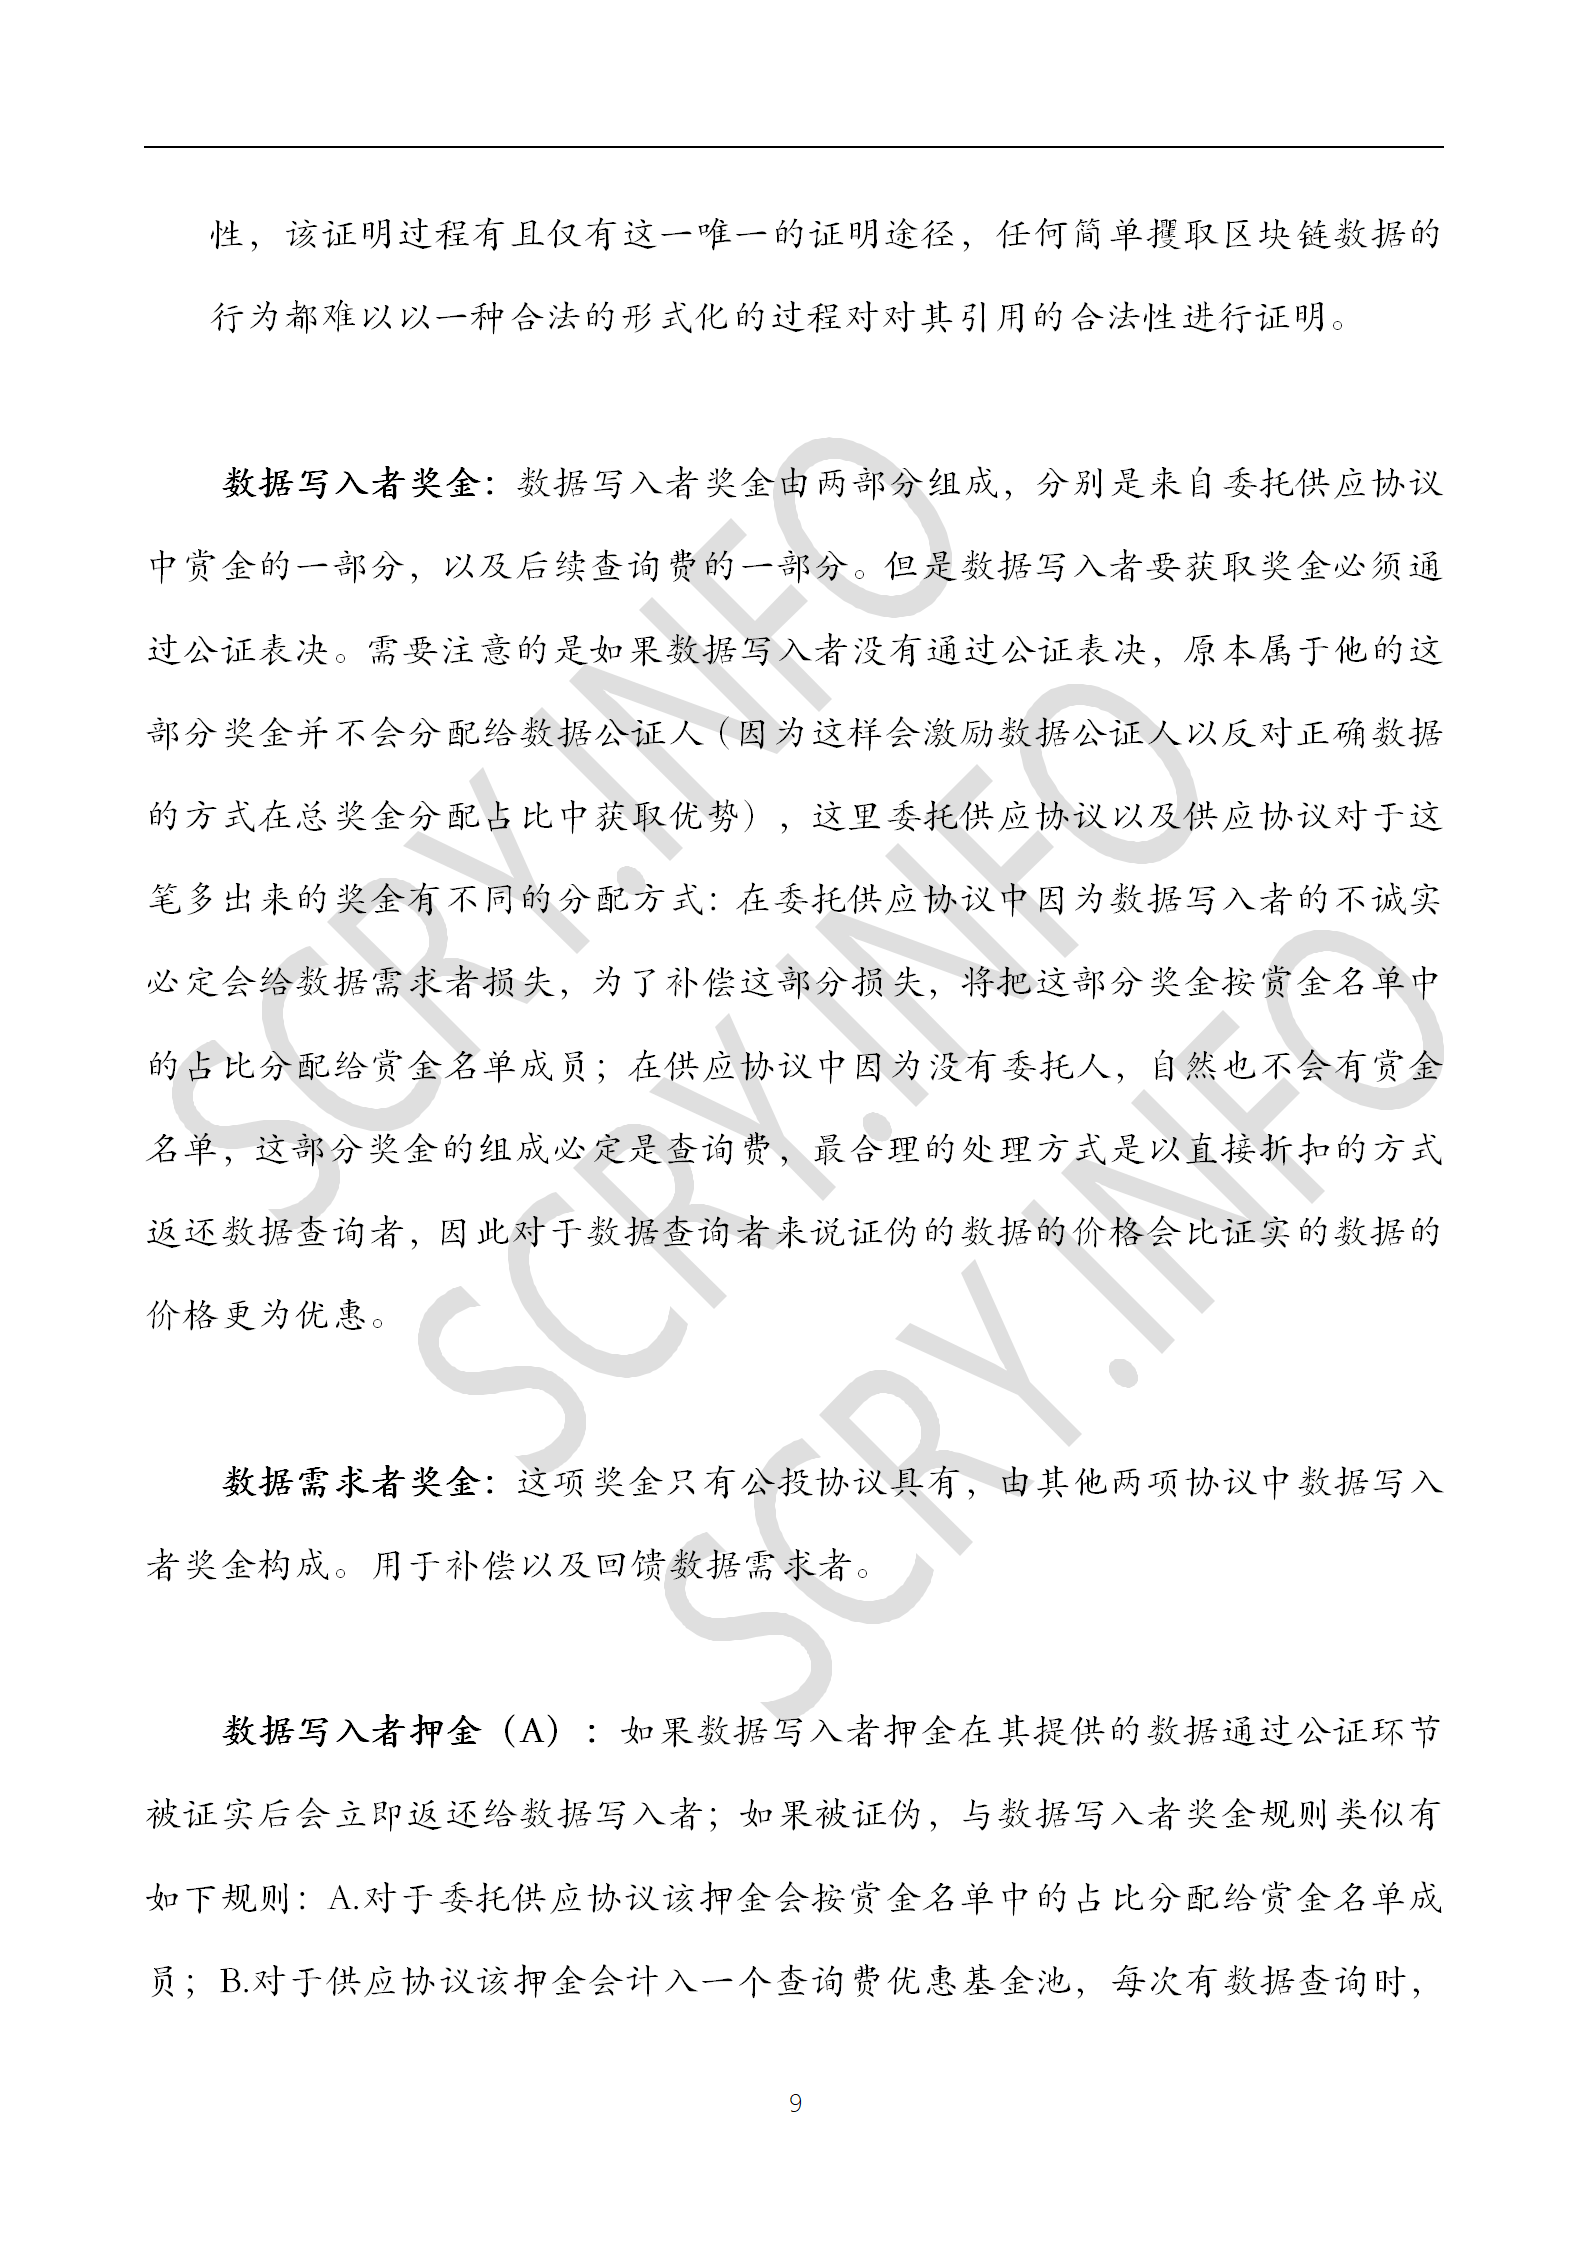 性，该证明过程有且仅有这一唯一的证明途径，任何简单攫取区块链数据的
行为都难以以一种合法的形式化的过程对对其引用的合法性进行证明。
数据写入者奖金：数据写入者奖金由两部分组成，分别是来自委托供应协议
中赏金的一部分，以及后续查询费的一部分。但是数据写入者要获取奖金必须通
过公证表决。需要注意的是如果数据写入者没有通过公证表决，原本属于他的这
部分奖金并不会分配给数据公证人（因为这样会激励数据公证人以反对正确数据
的方式在总奖金分配占比中获取优势），这里委托供应协议以及供应协议对于这
笔多出来的奖金有不同的分配方式：在委托供应协议中因为数据写入者的不诚实
必定会给数据需求者损失，为了补偿这部分损失，将把这部分奖金按赏金名单中
的占比分配给赏金名单成员；在供应协议中因为没有委托人，自然也不会有赏金
名单，这部分奖金的组成必定是查询费，最合理的处理方式是以直接折扣的方式
返还数据查询者，因此对于数据查询者来说证伪的数据的价格会比证实的数据的
价格更为优惠。
数据需求者奖金：这项奖金只有公投协议具有，由其他两项协议中数据写入
者奖金构成。用于补偿以及回馈数据需求者。
数据写入者押金（A）：如果数据写入者押金在其提供的数据通过公证环节
被证实后会立即返还给数据写入者；如果被证伪，与数据写入者奖金规则类似有
如下规则：A.对于委托供应协议该押金会按赏金名单中的占比分配给赏金名单成
员；B.对于供应协议该押金会计入一个查询费优惠基金池，每次有数据查询时，
9
SCRY.INFO
SCRY.INFO
SCRY.INFO